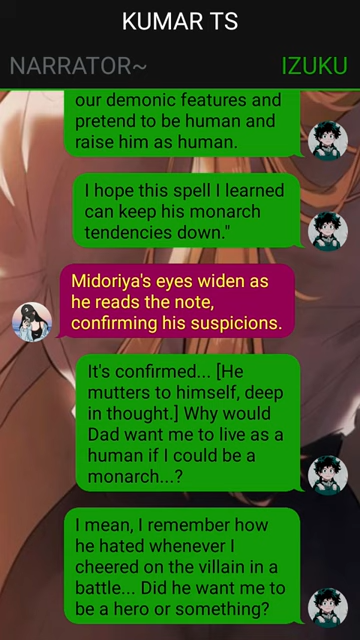 KUMAR TS
NARRATOR~ IZUKU
our demonic features and
pretend to be human and
raise him as human.
I hope this spell I learned
can keep his monarch
tendencies down."
Midoriya's eyes widen as
he reads the note,
confirming his suspicions.
It's confirmed... [He
mutters to himself, deep
in thought.] Why would
Dad want me to live as a
human if I could be a
monarch...?
I mean, I remember how
he hated whenever I
cheered on the villain in a
battle... Did he want me to
be a hero or something?